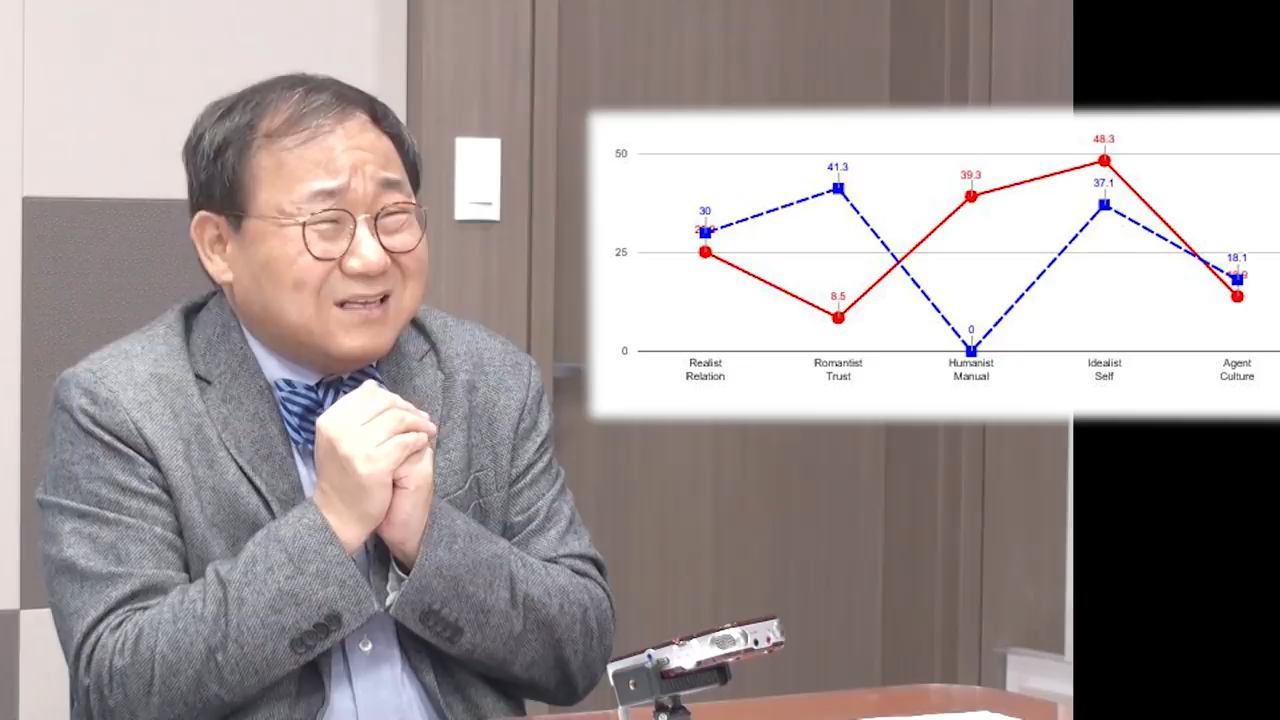 48.3
50
41.3
39.3
37.1
30
25
18.1
8.5
0
0
Realist
Romantist
Humanist
Idealist
Agent
Relation
Trust
Manual
Self
Culture